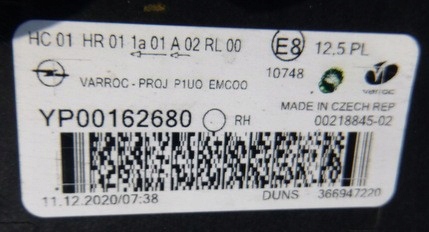 HC 01 HR 01 1a 01 A 02 RL 00 E8 12.5 PL
VARROC - PROJ P1UO EMCOO 10748 VARROC
MADE IN CZECH REP
YP00162680 RH 00218845-02
11.12.2020/07:38 DUNS 366947220